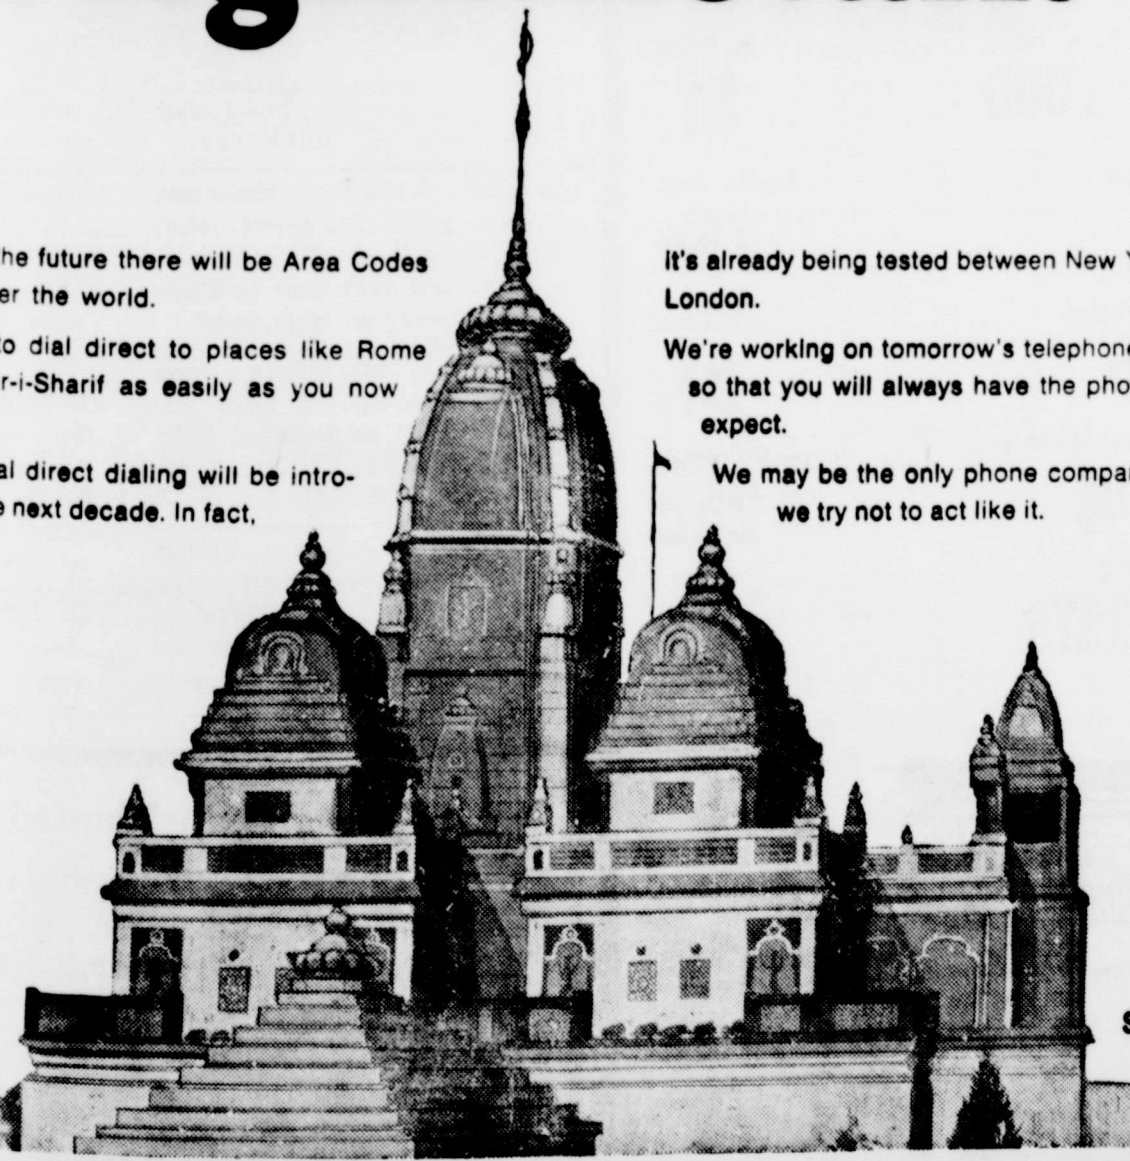 he future there will be Area Codes
er the world.
o dial direct to places like Rome
r-i-Sharif as easily as you now
al direct dialing will be intro-
e next decade. In fact,
It's already being tested between New
London.
We're working on tomorrow's telephone
so that you will always have the pho
expect.
We may be the only phone compa
we try not to act like it.